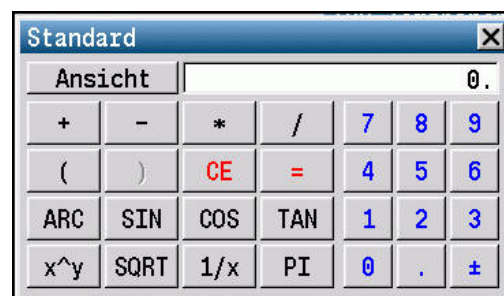 Standard X
Ansicht 0.
+ - * / 7 8 9
( ) CE = 4 5 6
ARC SIN COS TAN 1 2 3
x^y SQRT 1/x PI 0 . ±